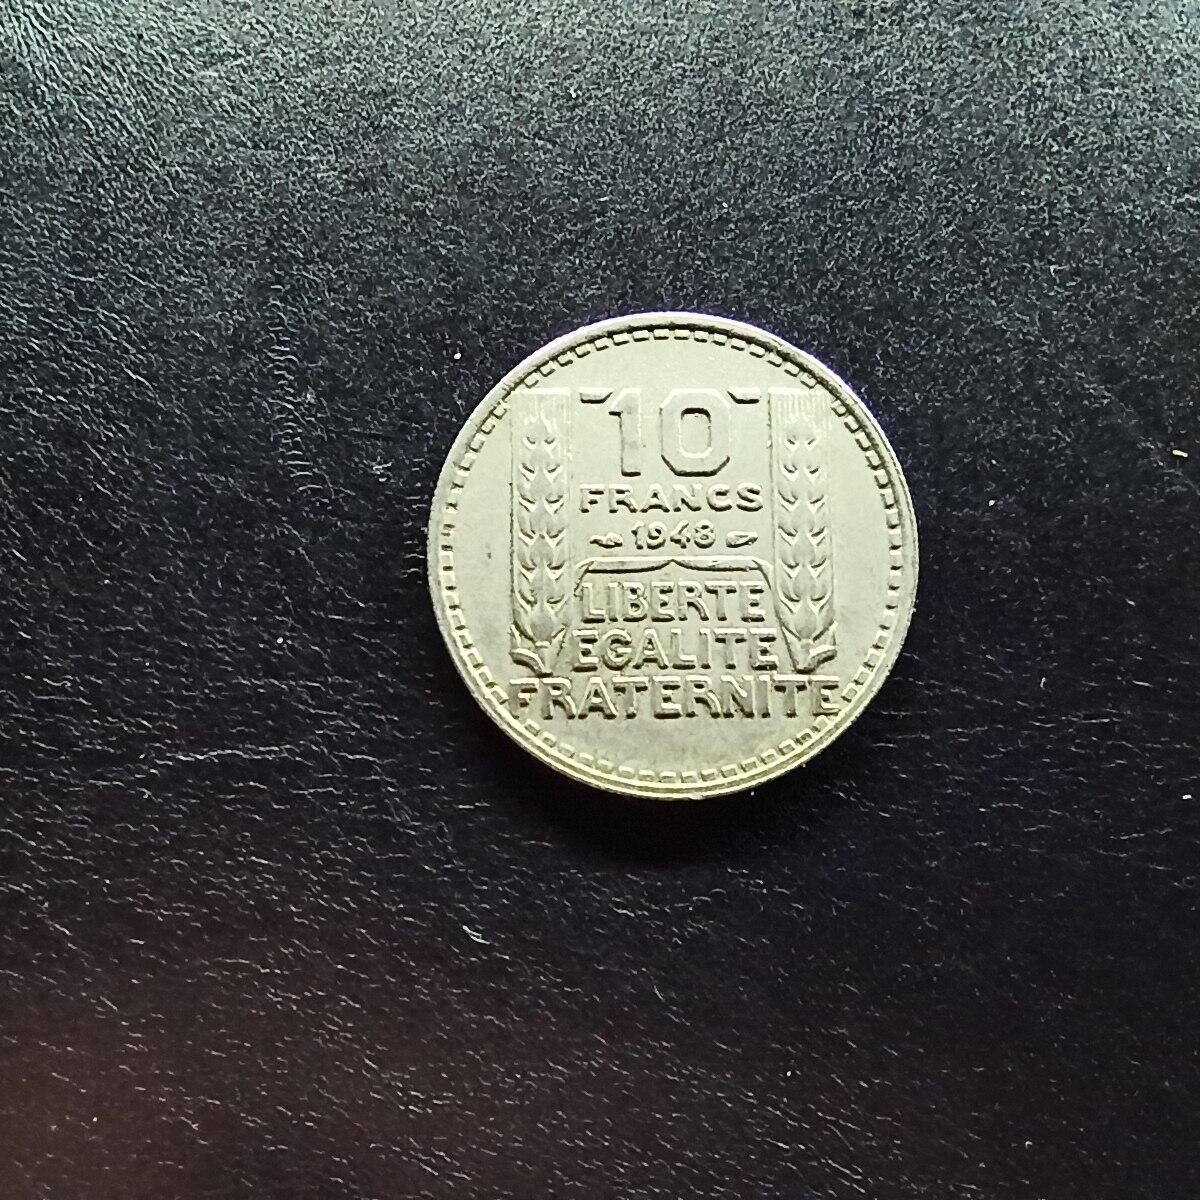 10
FRANCS
1948
LIBERTE
EGALITE
FRATERNITE